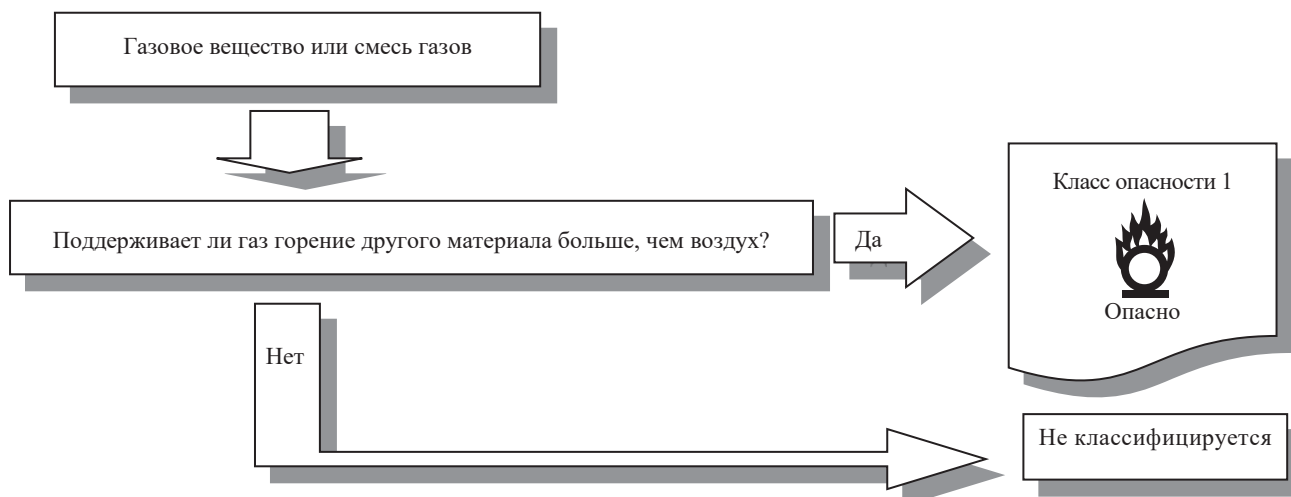 Газовое вещество или смесь газов
Поддерживает ли газ горение другого материала больше, чем воздух?
Да
Класс опасности 1
Опасно
Нет
Не классифицируется